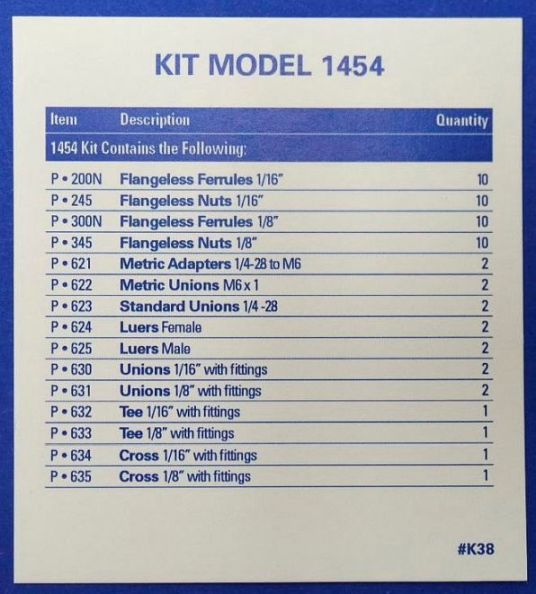 KIT MODEL 1454
Item Description Quantity
1454 Kit Contains the Following:
P • 200N Flangeless Ferrules 1/16" 10
P • 245 Flangeless Nuts 1/16" 10
P • 300N Flangeless Ferrules 1/8" 10
P • 345 Flangeless Nuts 1/8" 10
P • 621 Metric Adapters 1/4-28 to M6 2
P • 622 Metric Unions M6 x 1 2
P • 623 Standard Unions 1/4 -28 2
P • 624 Luers Female 2
P • 625 Luers Male 2
P • 630 Unions 1/16" with fittings 2
P • 631 Unions 1/8" with fittings 2
P • 632 Tee 1/16" with fittings 1
P • 633 Tee 1/8" with fittings 1
P • 634 Cross 1/16" with fittings 1
P • 635 Cross 1/8" with fittings 1
#K38